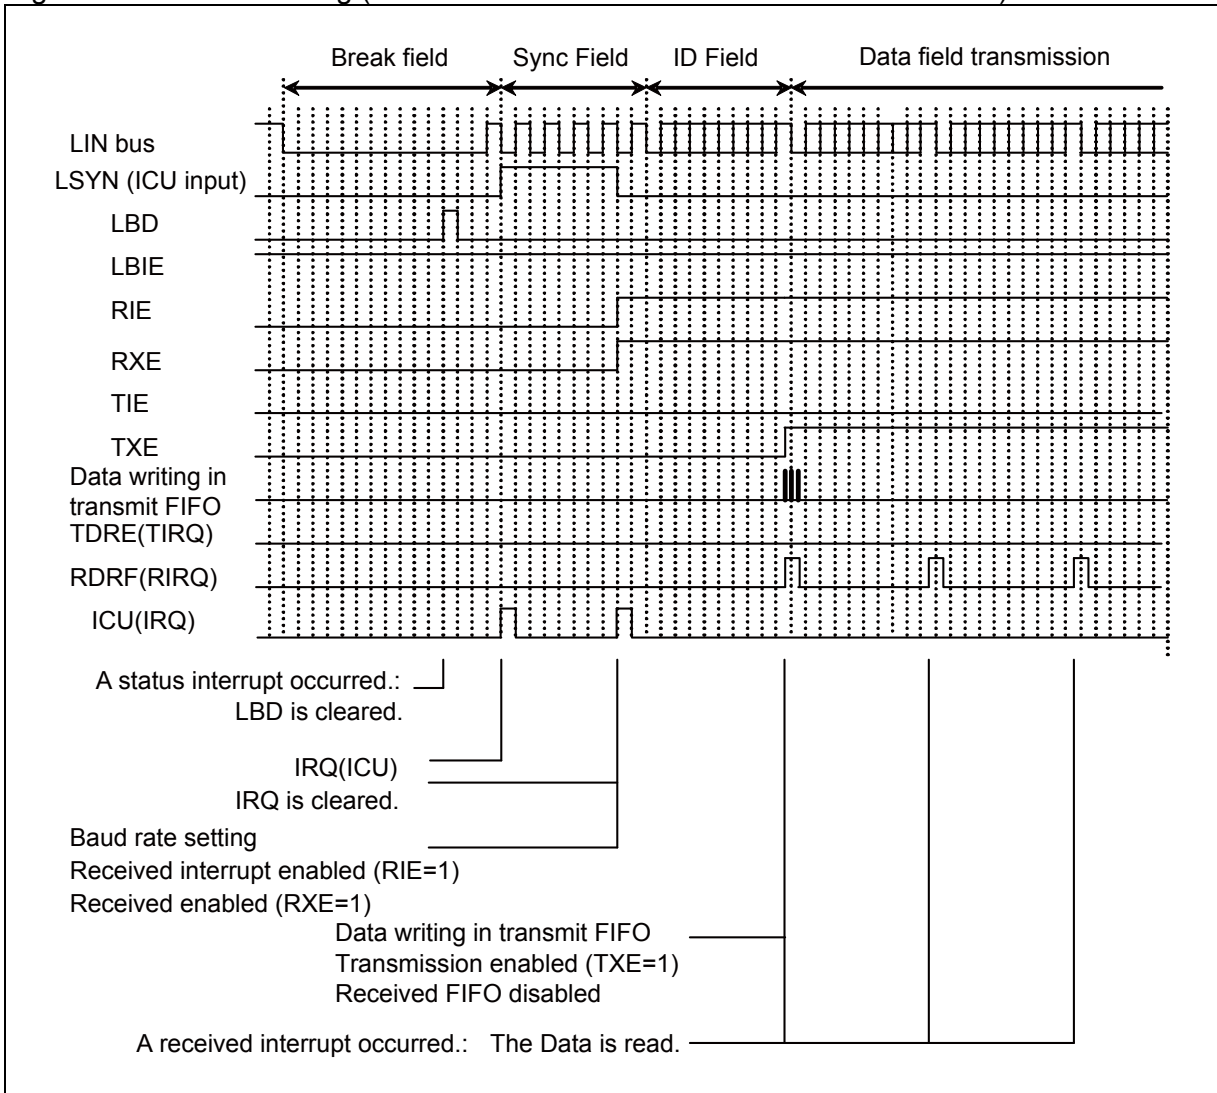 Break field Sync Field ID Field Data field transmission
LIN bus
LSYN (ICU input)
LBD
LBIE
RIE
RXE
TIE
TXE
Data writing in
transmit FIFO
TDRE(TIRQ)
RDRF(RIRQ)
ICU(IRQ)
A status interrupt occurred.:
LBD is cleared.
IRQ(ICU)
IRQ is cleared.
Baud rate setting
Received interrupt enabled (RIE=1)
Received enabled (RXE=1)
Data writing in transmit FIFO
Transmission enabled (TXE=1)
Received FIFO disabled
A received interrupt occurred.: The Data is read.